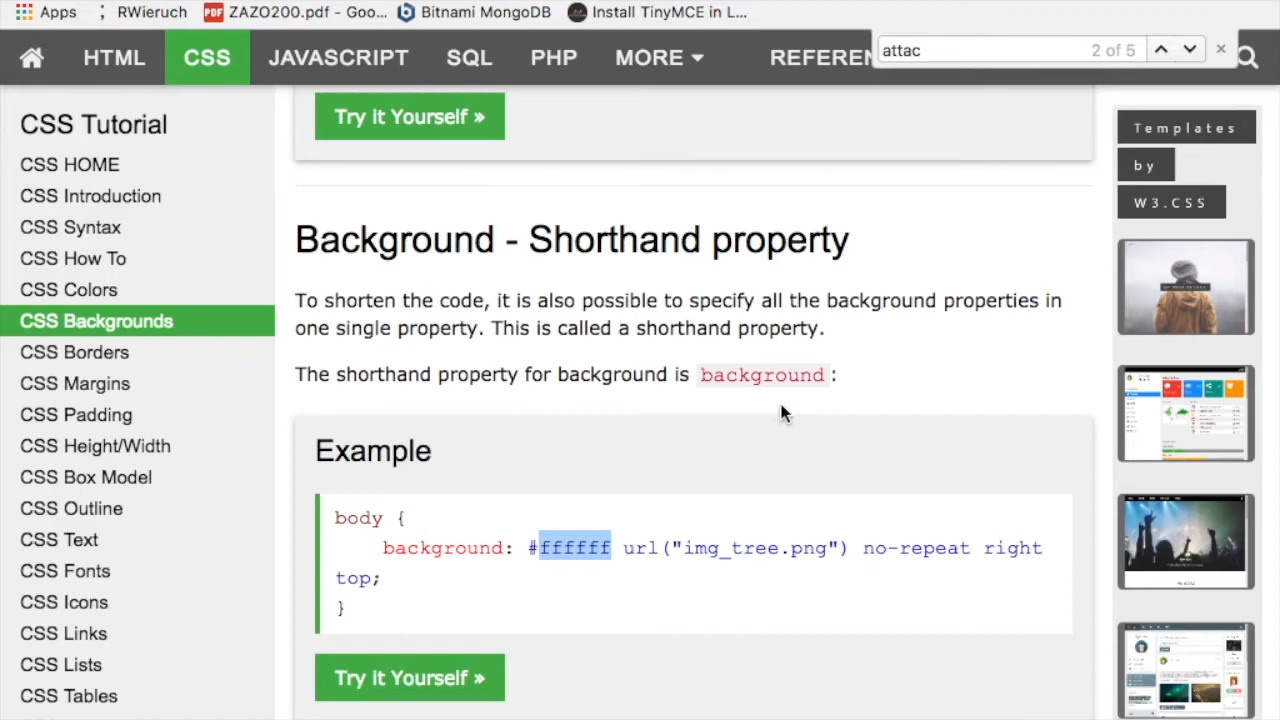 Apps
RWieruch
PDF ZAZO200.pdf - Goo...
Bitnami MongoDB
Install TinyMCE in L...
HTML
CSS
JAVASCRIPT
SQL
PHP
MORE
REFEREN
attac
2 of 5
CSS Tutorial
CSS HOME
CSS Introduction
CSS Syntax
CSS How To
CSS Colors
CSS Backgrounds
CSS Borders
CSS Margins
CSS Padding
CSS Height/Width
CSS Box Model
CSS Outline
CSS Text
CSS Fonts
CSS Icons
CSS Links
CSS Lists
CSS Tables
Try it Yourself »
Background - Shorthand property
To shorten the code, it is also possible to specify all the background properties in
one single property. This is called a shorthand property.
The shorthand property for background is background:
Example
body {
background: #ffffff url("img_tree.png") no-repeat right
top;
}
Try it Yourself »
Templates
by
W3.CSS